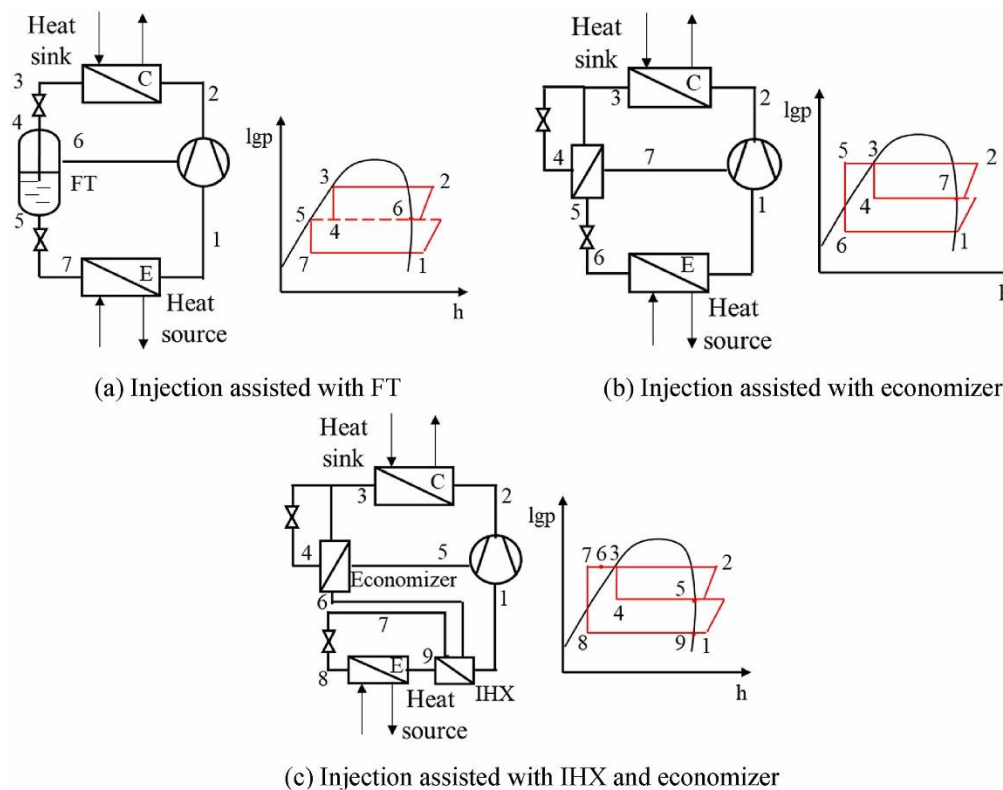 Heat
sink
C
3
2
4
6
FT
5
1
7
E
Heat
source
lgp
3
2
5
4
6
7
1
h
(a) Injection assisted with FT
Heat
sink
C
3
2
4
7
5
1
6
E
Heat
source
lgp
5
3
2
7
4
6
1
(b) Injection assisted with economizer
Heat
sink
C
3
2
4
5
Economizer
6
1
7
9
8
E
IHX
Heat
source
lgp
7 6 3
2
5
4
8
9
1
h
(c) Injection assisted with IHX and economizer